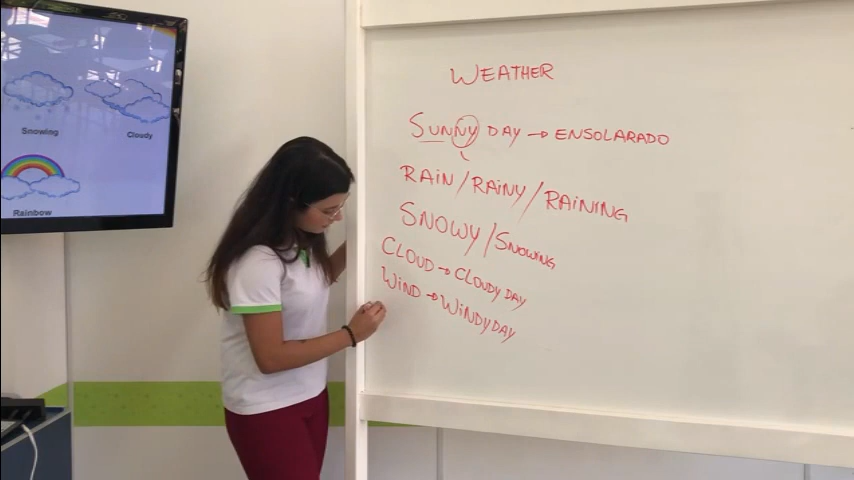 Snowing
Cloudy
Rainbow
WEATHER
SUNNY DAY → ENSOLARADO
RAIN/RAINY/RAINING
SNOWY/SNOWING
CLOUD → CLOUDY DAY
WIND → WINDY DAY